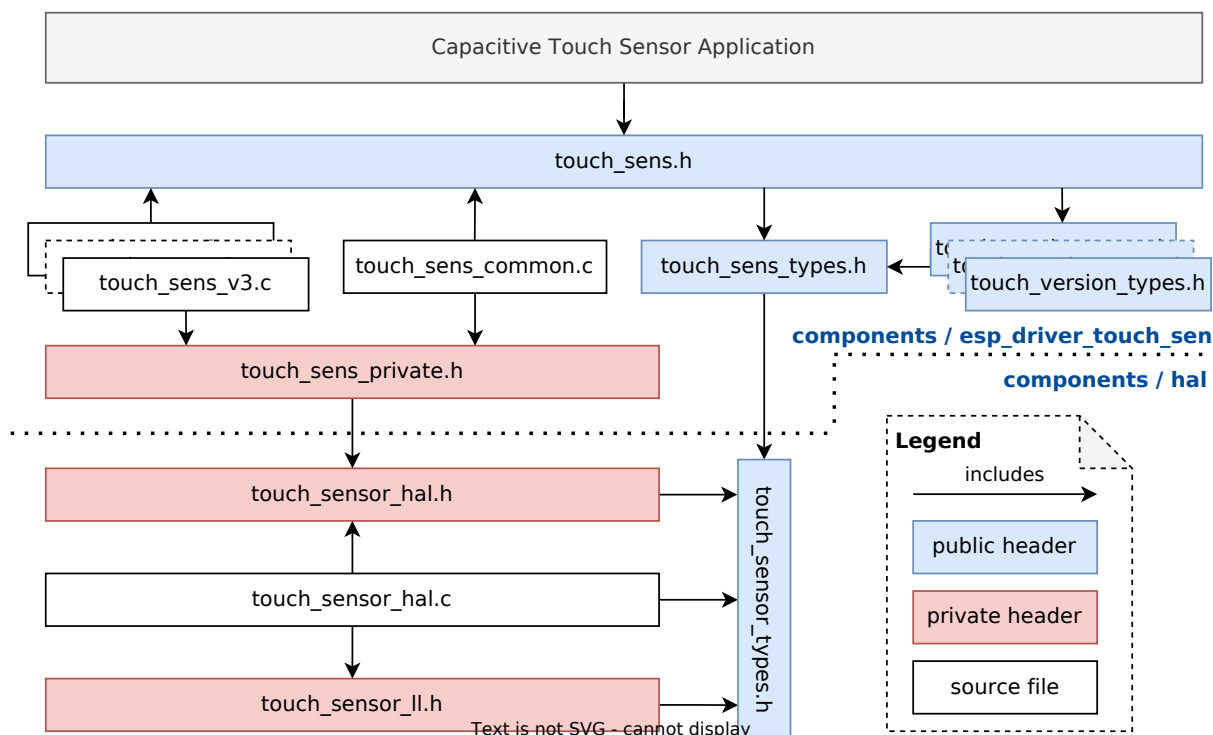 Capacitive Touch Sensor Application
touch_sens.h
touch_sens_v3.c
touch_sens_common.c
touch_sens_types.h
touch_version_types.h
components / esp_driver_touch_sen
components / hal
touch_sens_private.h
Legend
includes
public header
private header
source file
touch_sensor_hal.h
touch_sensor_hal.c
touch_sensor_ll.h
touch_sensor_types.h
Text is not SVG - cannot display